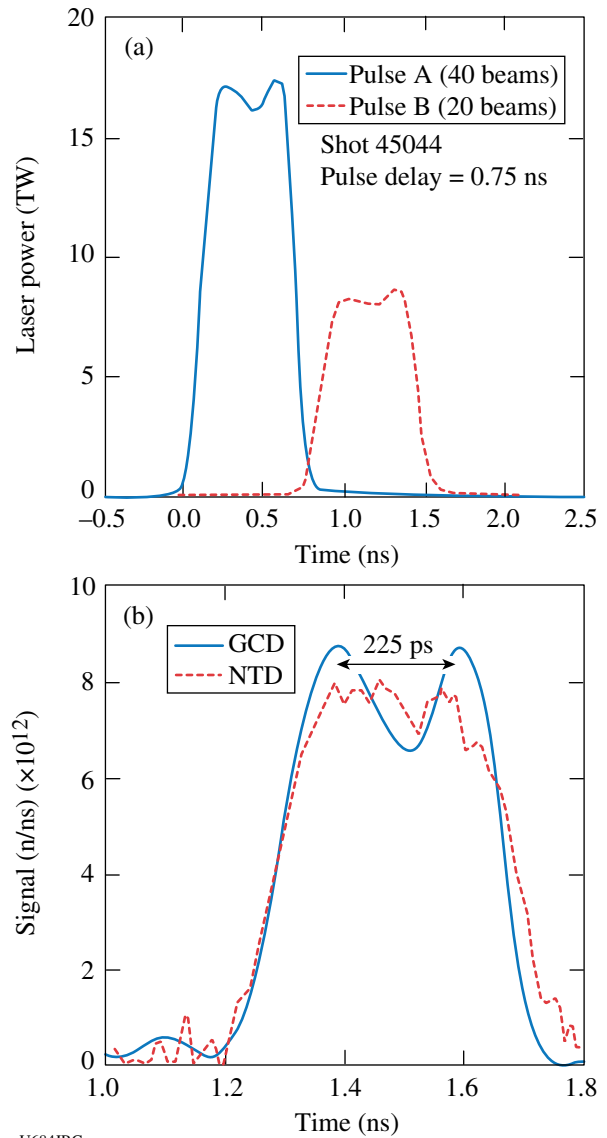 (a)
Pulse A (40 beams)
Pulse B (20 beams)
Shot 45044
Pulse delay = 0.75 ns
Laser power (TW)
20
15
10
5
0
−0.5 0.0 0.5 1.0 1.5 2.0 2.5
Time (ns)
(b)
GCD
NTD
225 ps
Signal (n/ns) (×10¹²)
10
8
6
4
2
0
1.0 1.2 1.4 1.6 1.8
Time (ns)